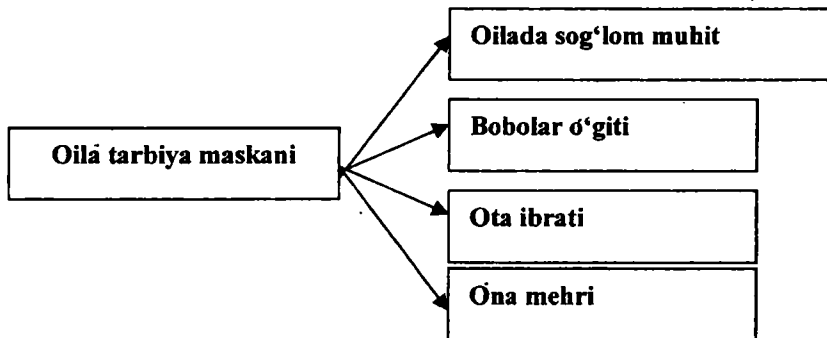 Oilada sog‘lom muhit
Bobolar o‘giti
Oila tarbiya maskani
Ota ibrati
Ona mehri